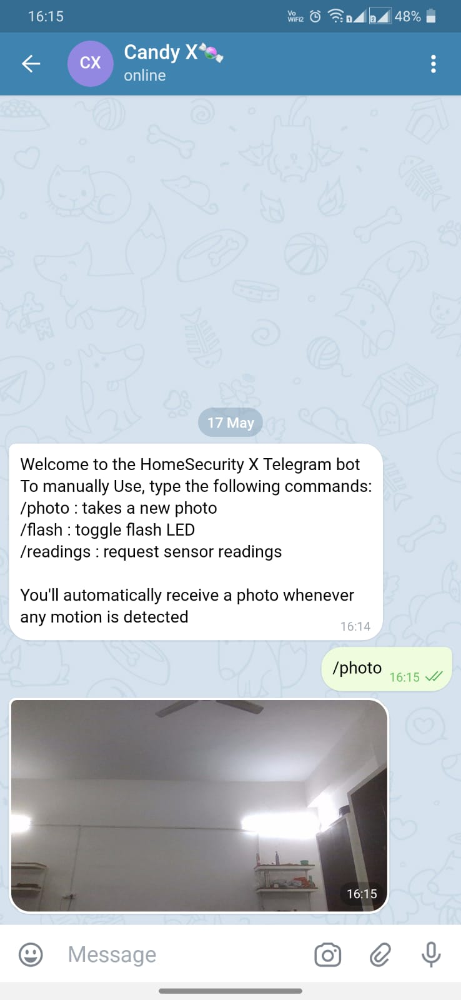 16:15
Vo
WiFi2
1
2
48%
CX
Candy X🍬
online
17 May
Welcome to the HomeSecurity X Telegram bot
To manually Use, type the following commands:
/photo : takes a new photo
/flash : toggle flash LED
/readings : request sensor readings
You'll automatically receive a photo whenever
any motion is detected
16:14
/photo
16:15
16:15
Message